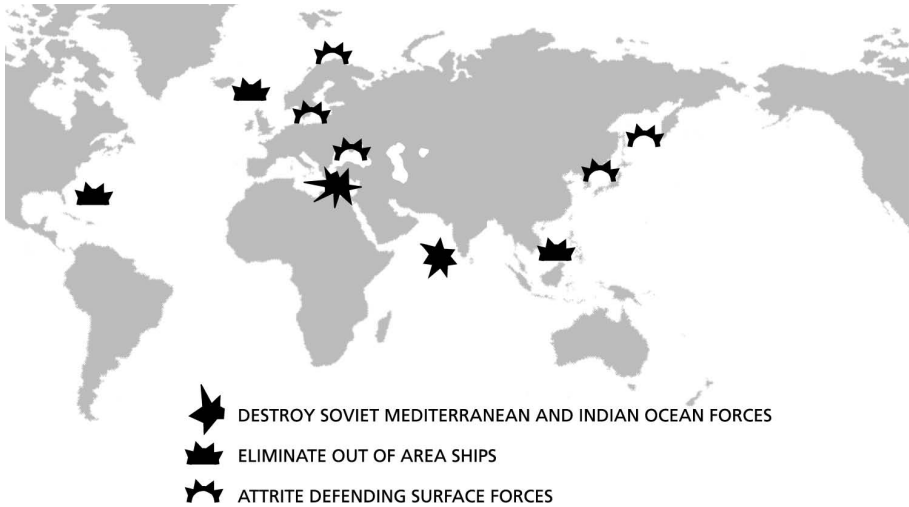 DESTROY SOVIET MEDITERRANEAN AND INDIAN OCEAN FORCES
ELIMINATE OUT OF AREA SHIPS
ATTRITE DEFENDING SURFACE FORCES